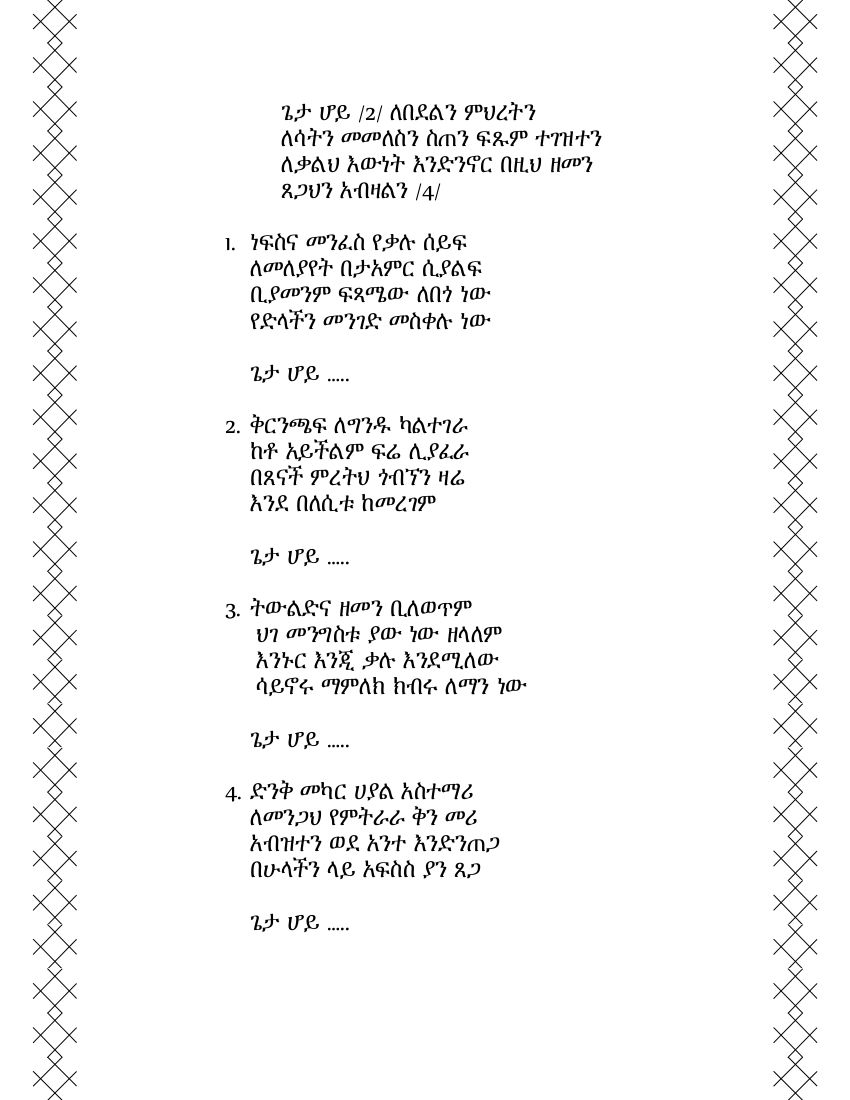 ጌታ ሆይ /2/ ለበደልን ምህረትን
ለሳትን መመለስን ስጠን ፍጹም ተገዝተን
ለቃልህ እውነት እንድንኖር በዚህ ዘመን
ጸጋህን አብዛልን /4/
1. ነፍስና መንፈስ የቃሉ ሰይፍ
ለመለያየት በታአምር ሲያልፍ
ቢያመንም ፍጻሜው ለበጎ ነው
የድላችን መንገድ መስቀሉ ነው
ጌታ ሆይ .....
2. ቅርንጫፍ ለግንዱ ካልተገራ
ከቶ አይችልም ፍሬ ሊያፈራ
በጸናች ምረትህ ጎብኘን ዛሬ
እንደ በለሲቱ ከመረገም
ጌታ ሆይ .....
3. ትውልድና ዘመን ቢለወጥም
ህገ መንግስቱ ያው ነው ዘላለም
እንኑር እንጂ ቃሉ እንደሚለው
ሳይኖሩ ማምለክ ክብሩ ለማን ነው
ጌታ ሆይ .....
4. ድንቅ መካር ሀያል አስተማሪ
ለመንጋህ የምትራራ ቅን መሪ
አብዝተን ወደ አንተ እንድንጠጋ
በሁላችን ላይ አፍስስ ያን ጸጋ
ጌታ ሆይ .....